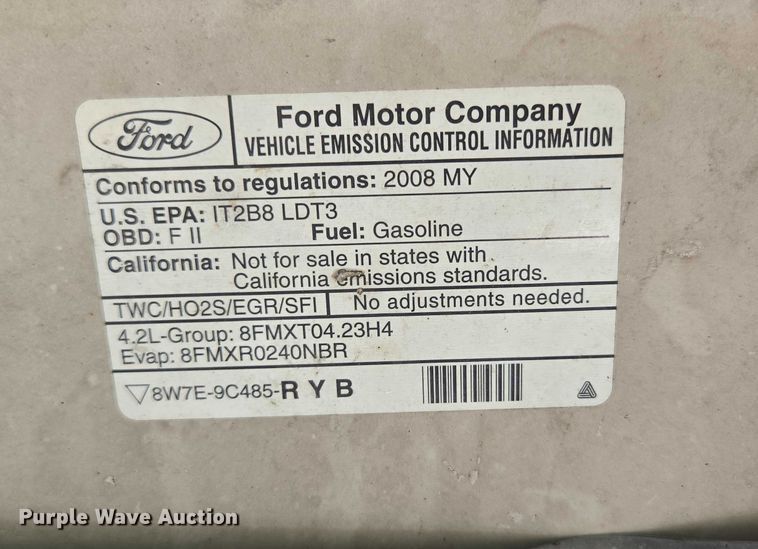 Ford
Ford Motor Company
VEHICLE EMISSION CONTROL INFORMATION
Conforms to regulations: 2008 MY
U.S. EPA: IT2B8 LDT3
OBD: F II Fuel: Gasoline
California: Not for sale in states with
California emissions standards.
TWC/HO2S/EGR/SFI No adjustments needed.
4.2L-Group: 8FMXT04.23H4
Evap: 8FMXR0240NBR
8W7E-9C485-R Y B
Purple Wave Auction